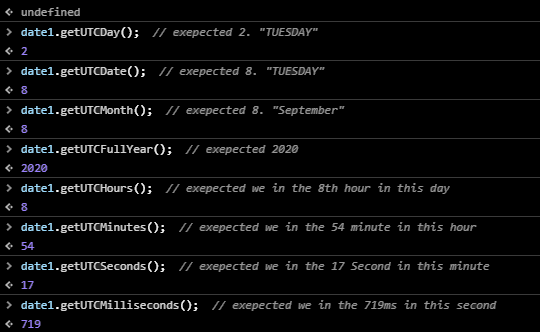 undefined
date1.getUTCDay();  // exepected 2. "TUESDAY"
2
date1.getUTCDate();  // exepected 8. "TUESDAY"
8
date1.getUTCMonth();  // exepected 8. "September"
8
date1.getUTCFullYear();  // exepected 2020
2020
date1.getUTCHours();  // exepected we in the 8th hour in this day
8
date1.getUTCMinutes();  // exepected we in the 54 minute in this hour
54
date1.getUTCSeconds();  // exepected we in the 17 Second in this minute
17
date1.getUTCMilliseconds();  // exepected we in the 719ms in this second
719